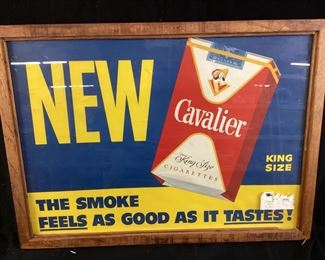 NEW
Cavalier
King Size
CIGARETTES
KING
SIZE
THE SMOKE
FEELS AS GOOD AS IT TASTES!